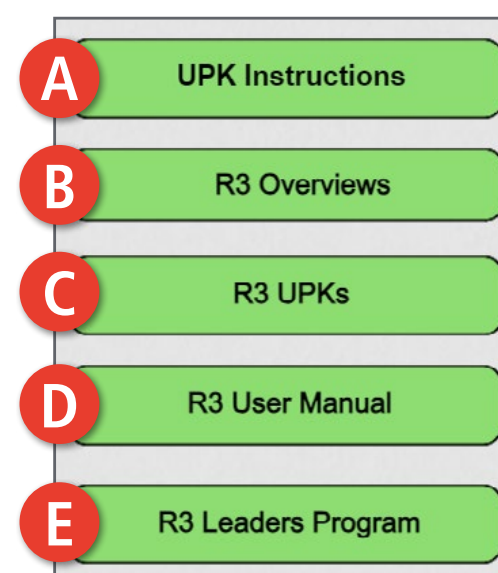 A UPK Instructions
B R3 Overviews
C R3 UPKs
D R3 User Manual
E R3 Leaders Program